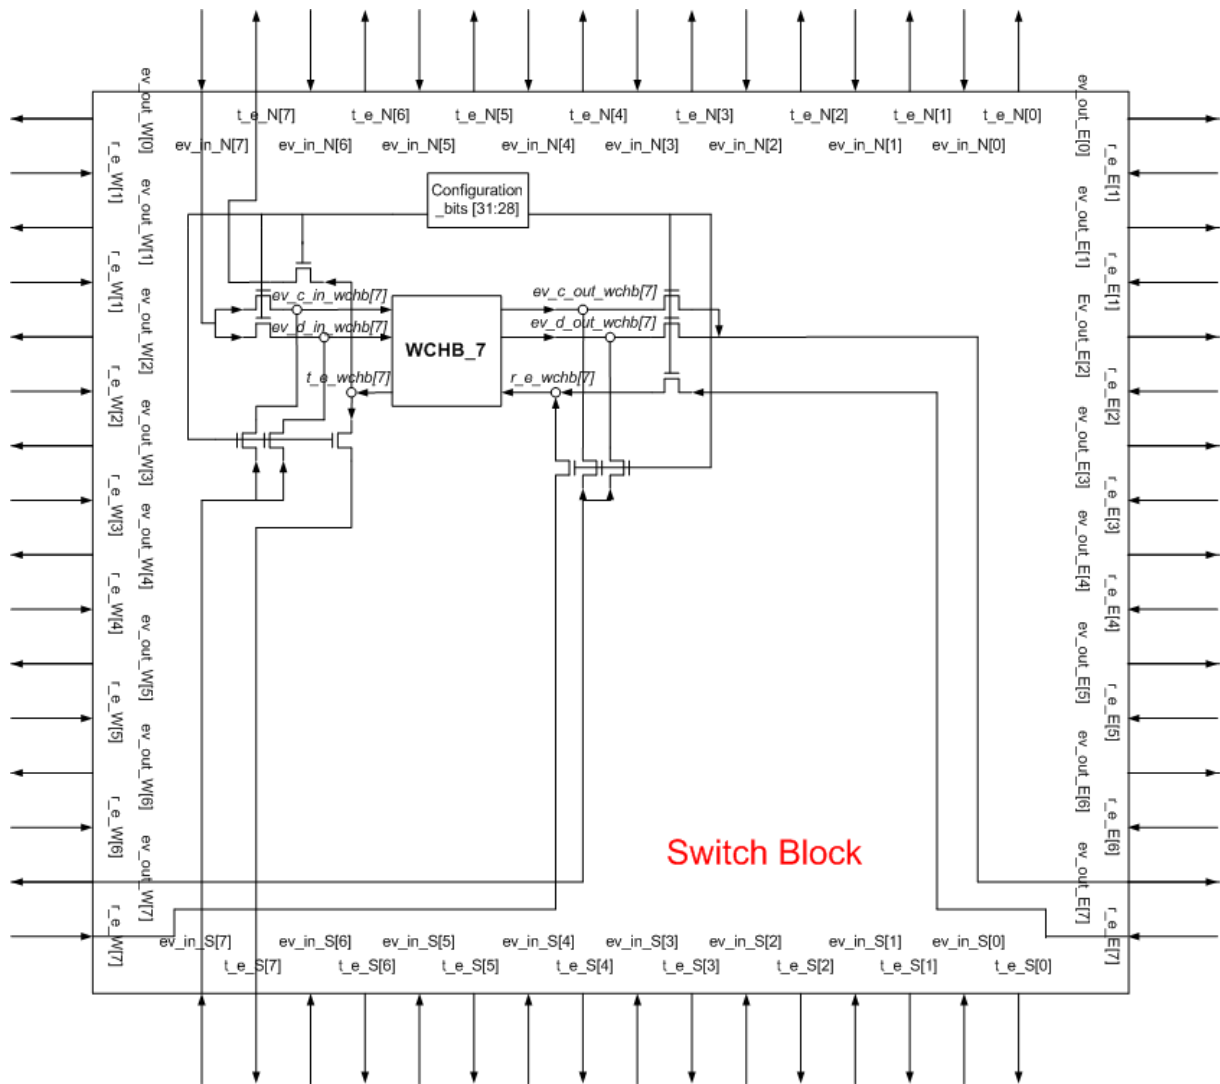 t_e_N[7]
t_e_N[6]
t_e_N[5]
t_e_N[4]
t_e_N[3]
t_e_N[2]
t_e_N[1]
t_e_N[0]
ev_in_N[7]
ev_in_N[6]
ev_in_N[5]
ev_in_N[4]
ev_in_N[3]
ev_in_N[2]
ev_in_N[1]
ev_in_N[0]
ev_out_W[0]
r_e_W[1]
ev_out_W[1]
r_e_W[1]
ev_out_W[2]
r_e_W[2]
ev_out_W[3]
r_e_W[3]
ev_out_W[4]
r_e_W[4]
ev_out_W[5]
r_e_W[5]
ev_out_W[6]
r_e_W[6]
ev_out_W[7]
r_e_W[7]
Configuration
_bits [31:28]
ev_c_in_wchb[7]
ev_d_in_wchb[7]
t_e_wchb[7]
WCHB_7
ev_c_out_wchb[7]
ev_d_out_wchb[7]
r_e_wchb[7]
ev_out_E[0]
r_e_E[1]
ev_out_E[1]
r_e_E[1]
Ev_out_E[2]
r_e_E[2]
ev_out_E[3]
r_e_E[3]
ev_out_E[4]
r_e_E[4]
ev_out_E[5]
r_e_E[5]
ev_out_E[6]
r_e_E[6]
ev_out_E[7]
r_e_E[7]
Switch Block
ev_in_S[7]
ev_in_S[6]
ev_in_S[5]
ev_in_S[4]
ev_in_S[3]
ev_in_S[2]
ev_in_S[1]
ev_in_S[0]
t_e_S[7]
t_e_S[6]
t_e_S[5]
t_e_S[4]
t_e_S[3]
t_e_S[2]
t_e_S[1]
t_e_S[0]